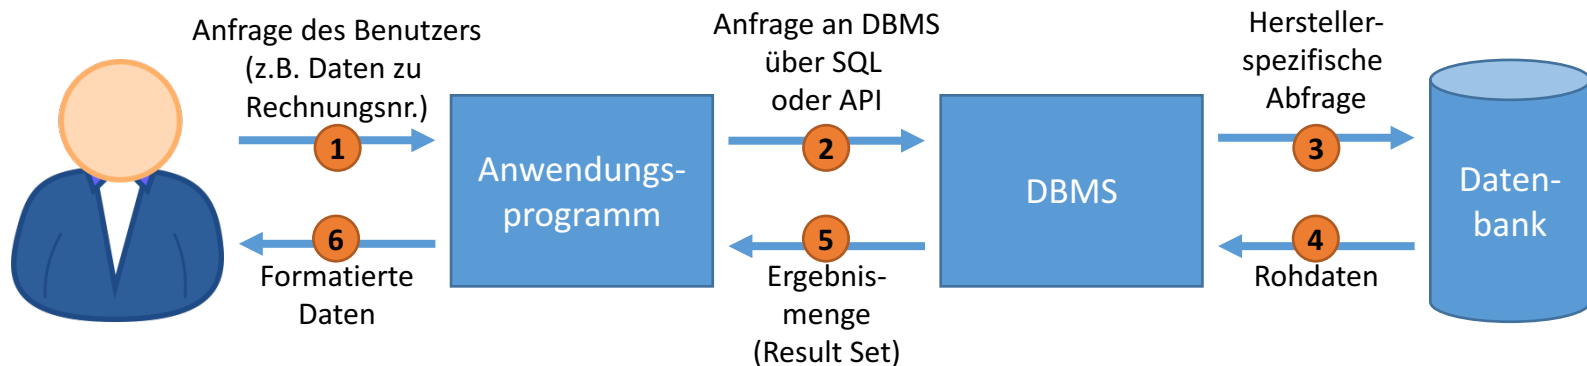 Anfrage des Benutzers
(z.B. Daten zu
Rechnungsnr.)
1
Anwendungs-
programm
6
Formatierte
Daten
Anfrage an DBMS
über SQL
oder API
2
DBMS
5
Ergebnis-
menge
(Result Set)
Hersteller-
spezifische
Abfrage
3
Daten-
bank
4
Rohdaten